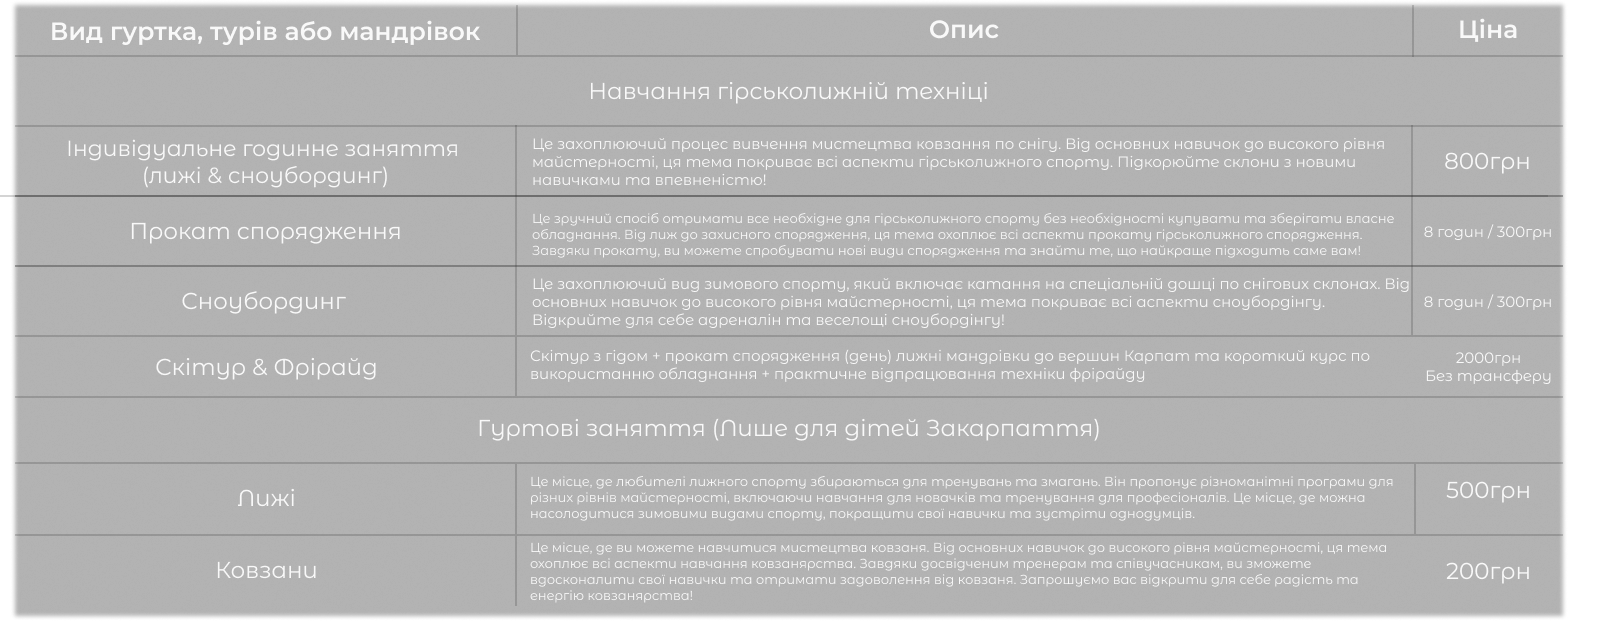 Вид гуртка, турів або мандрівок
Опис
Ціна
Навчання гірськолижній техніці
Індивідуальне годинне заняття
(лижі & сноубординг)
Це захоплюючий процес вивчення мистецтва ковзання по снігу. Від основних навичок до високого рівня
майстерності, ця тема покриває всі аспекти гірськолижного спорту. Підкорюйте склони з новими
навичками та впевненістю!
800грн
Прокат спорядження
Це зручний спосіб отримати все необхідне для гірськолижного спорту без необхідності купувати та зберігати власне
обладнання. Від лиж до захисного спорядження, ця тема охоплює всі аспекти прокату гірськолижного спорядження.
Завдяки прокату, ви можете спробувати нові види спорядження та знайти те, що найкраще підходить саме вам!
8 годин / 300грн
Сноубординг
Це захоплюючий вид зимового спорту, який включає катання на спеціальній дошці по снігових склонах. Від
основних навичок до високого рівня майстерності, ця тема покриває всі аспекти сноубордінгу.
Відкрийте для себе адреналін та веселощі сноубордінгу!
8 годин / 300грн
Скітур & Фрірайд
Скітур з гідом + прокат спорядження (день) лижні мандрівки до вершин Карпат та короткий курс по
використанню обладнання + практичне відпрацювання техніки фрірайду
2000грн
Без трансферу
Гуртові заняття (Лише для дітей Закарпаття)
Лижі
Це місце, де любителі лижного спорту збираються для тренувань та змагань. Він пропонує різноманітні програми для
різних рівнів майстерності, включаючи навчання для новачків та тренування для професіоналів. Це місце, де можна
насолодитися зимовими видами спорту, покращити свої навички та зустріти однодумців.
500грн
Ковзани
Це місце, де ви можете навчитися мистецтва ковзаня. Від основних навичок до високого рівня майстерності, ця тема
охоплює всі аспекти навчання ковзанярства. Завдяки досвідченим тренерам та співучасникам, ви зможете
вдосконалити свої навички та отримати задоволення від ковзаня. Запрошуємо вас відкрити для себе радість та
енергію ковзанярства!
200грн